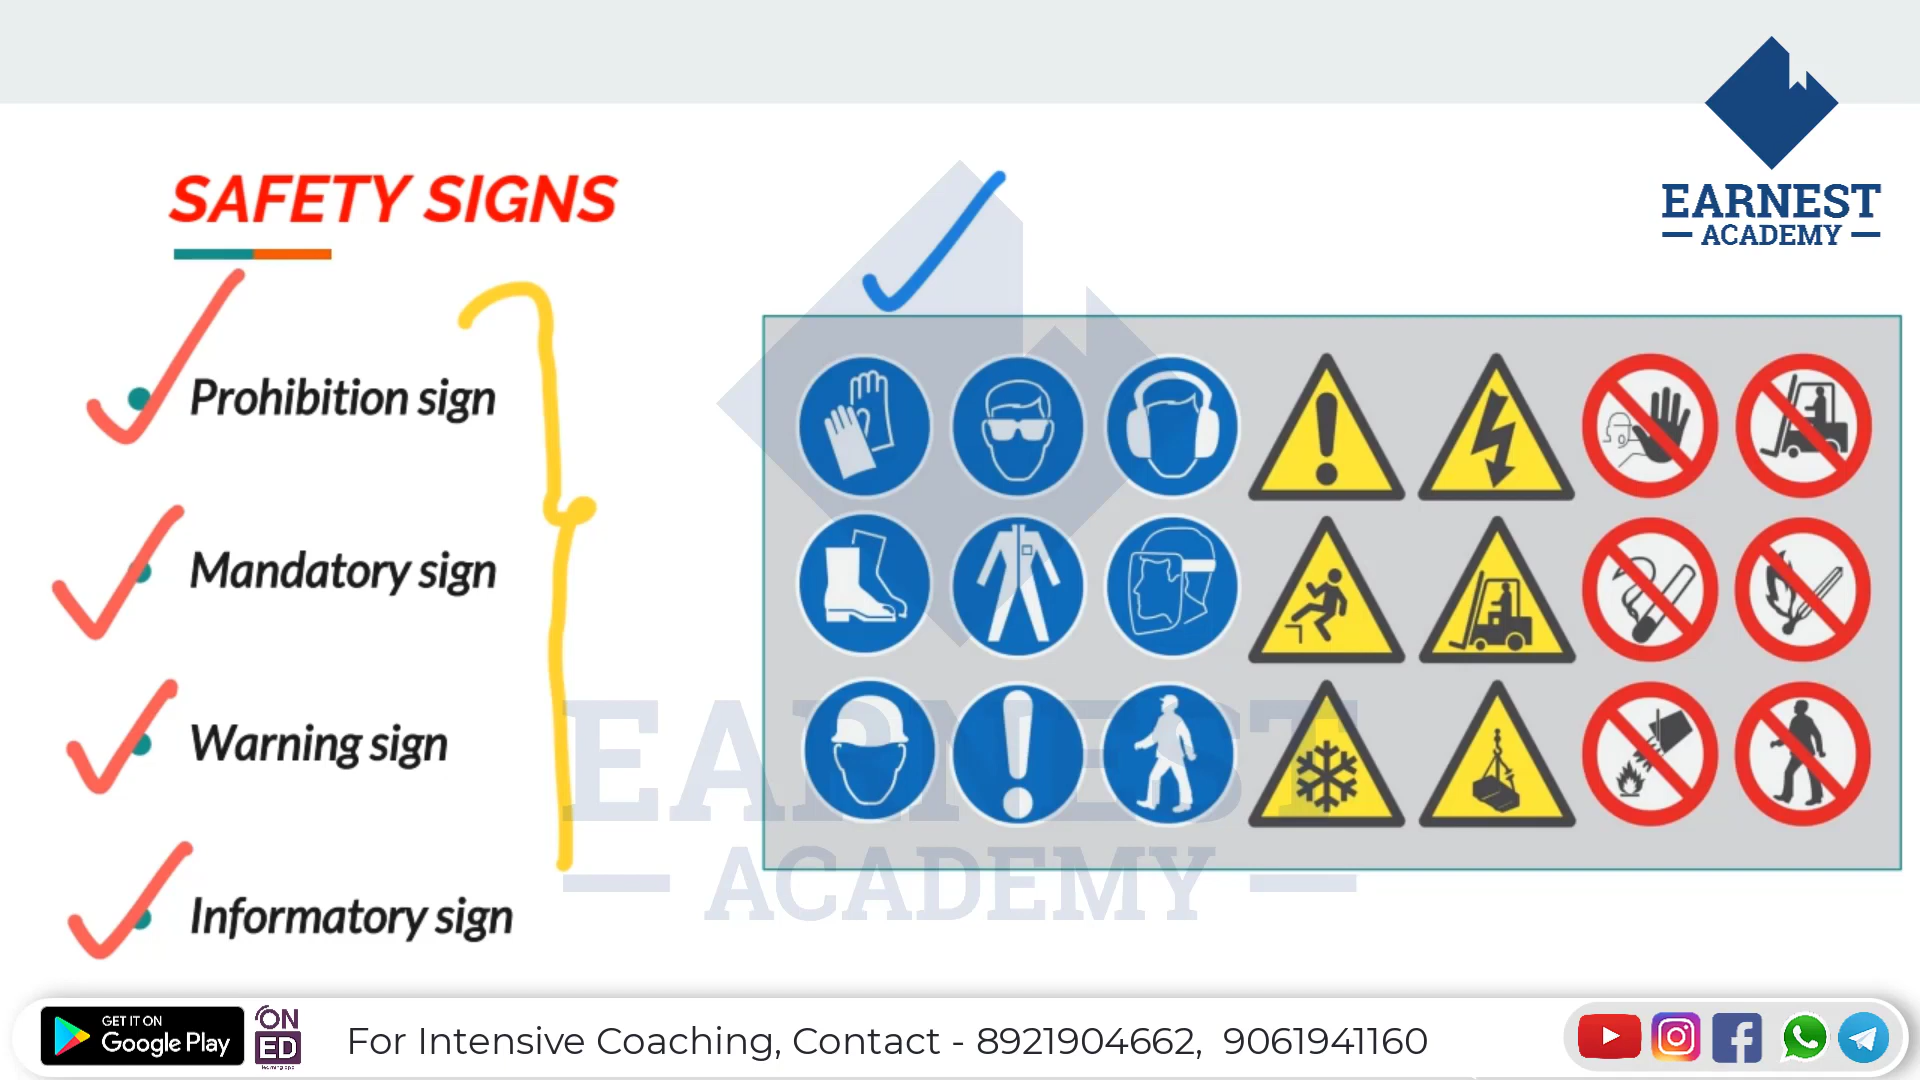 SAFETY SIGNS
Prohibition sign
Mandatory sign
Warning sign
Informatory sign
EARNEST
ACADEMY
EARNEST
ACADEMY
GET IT ON
Google Play
ON
ED
For Intensive Coaching, Contact - 8921904662, 9061941160